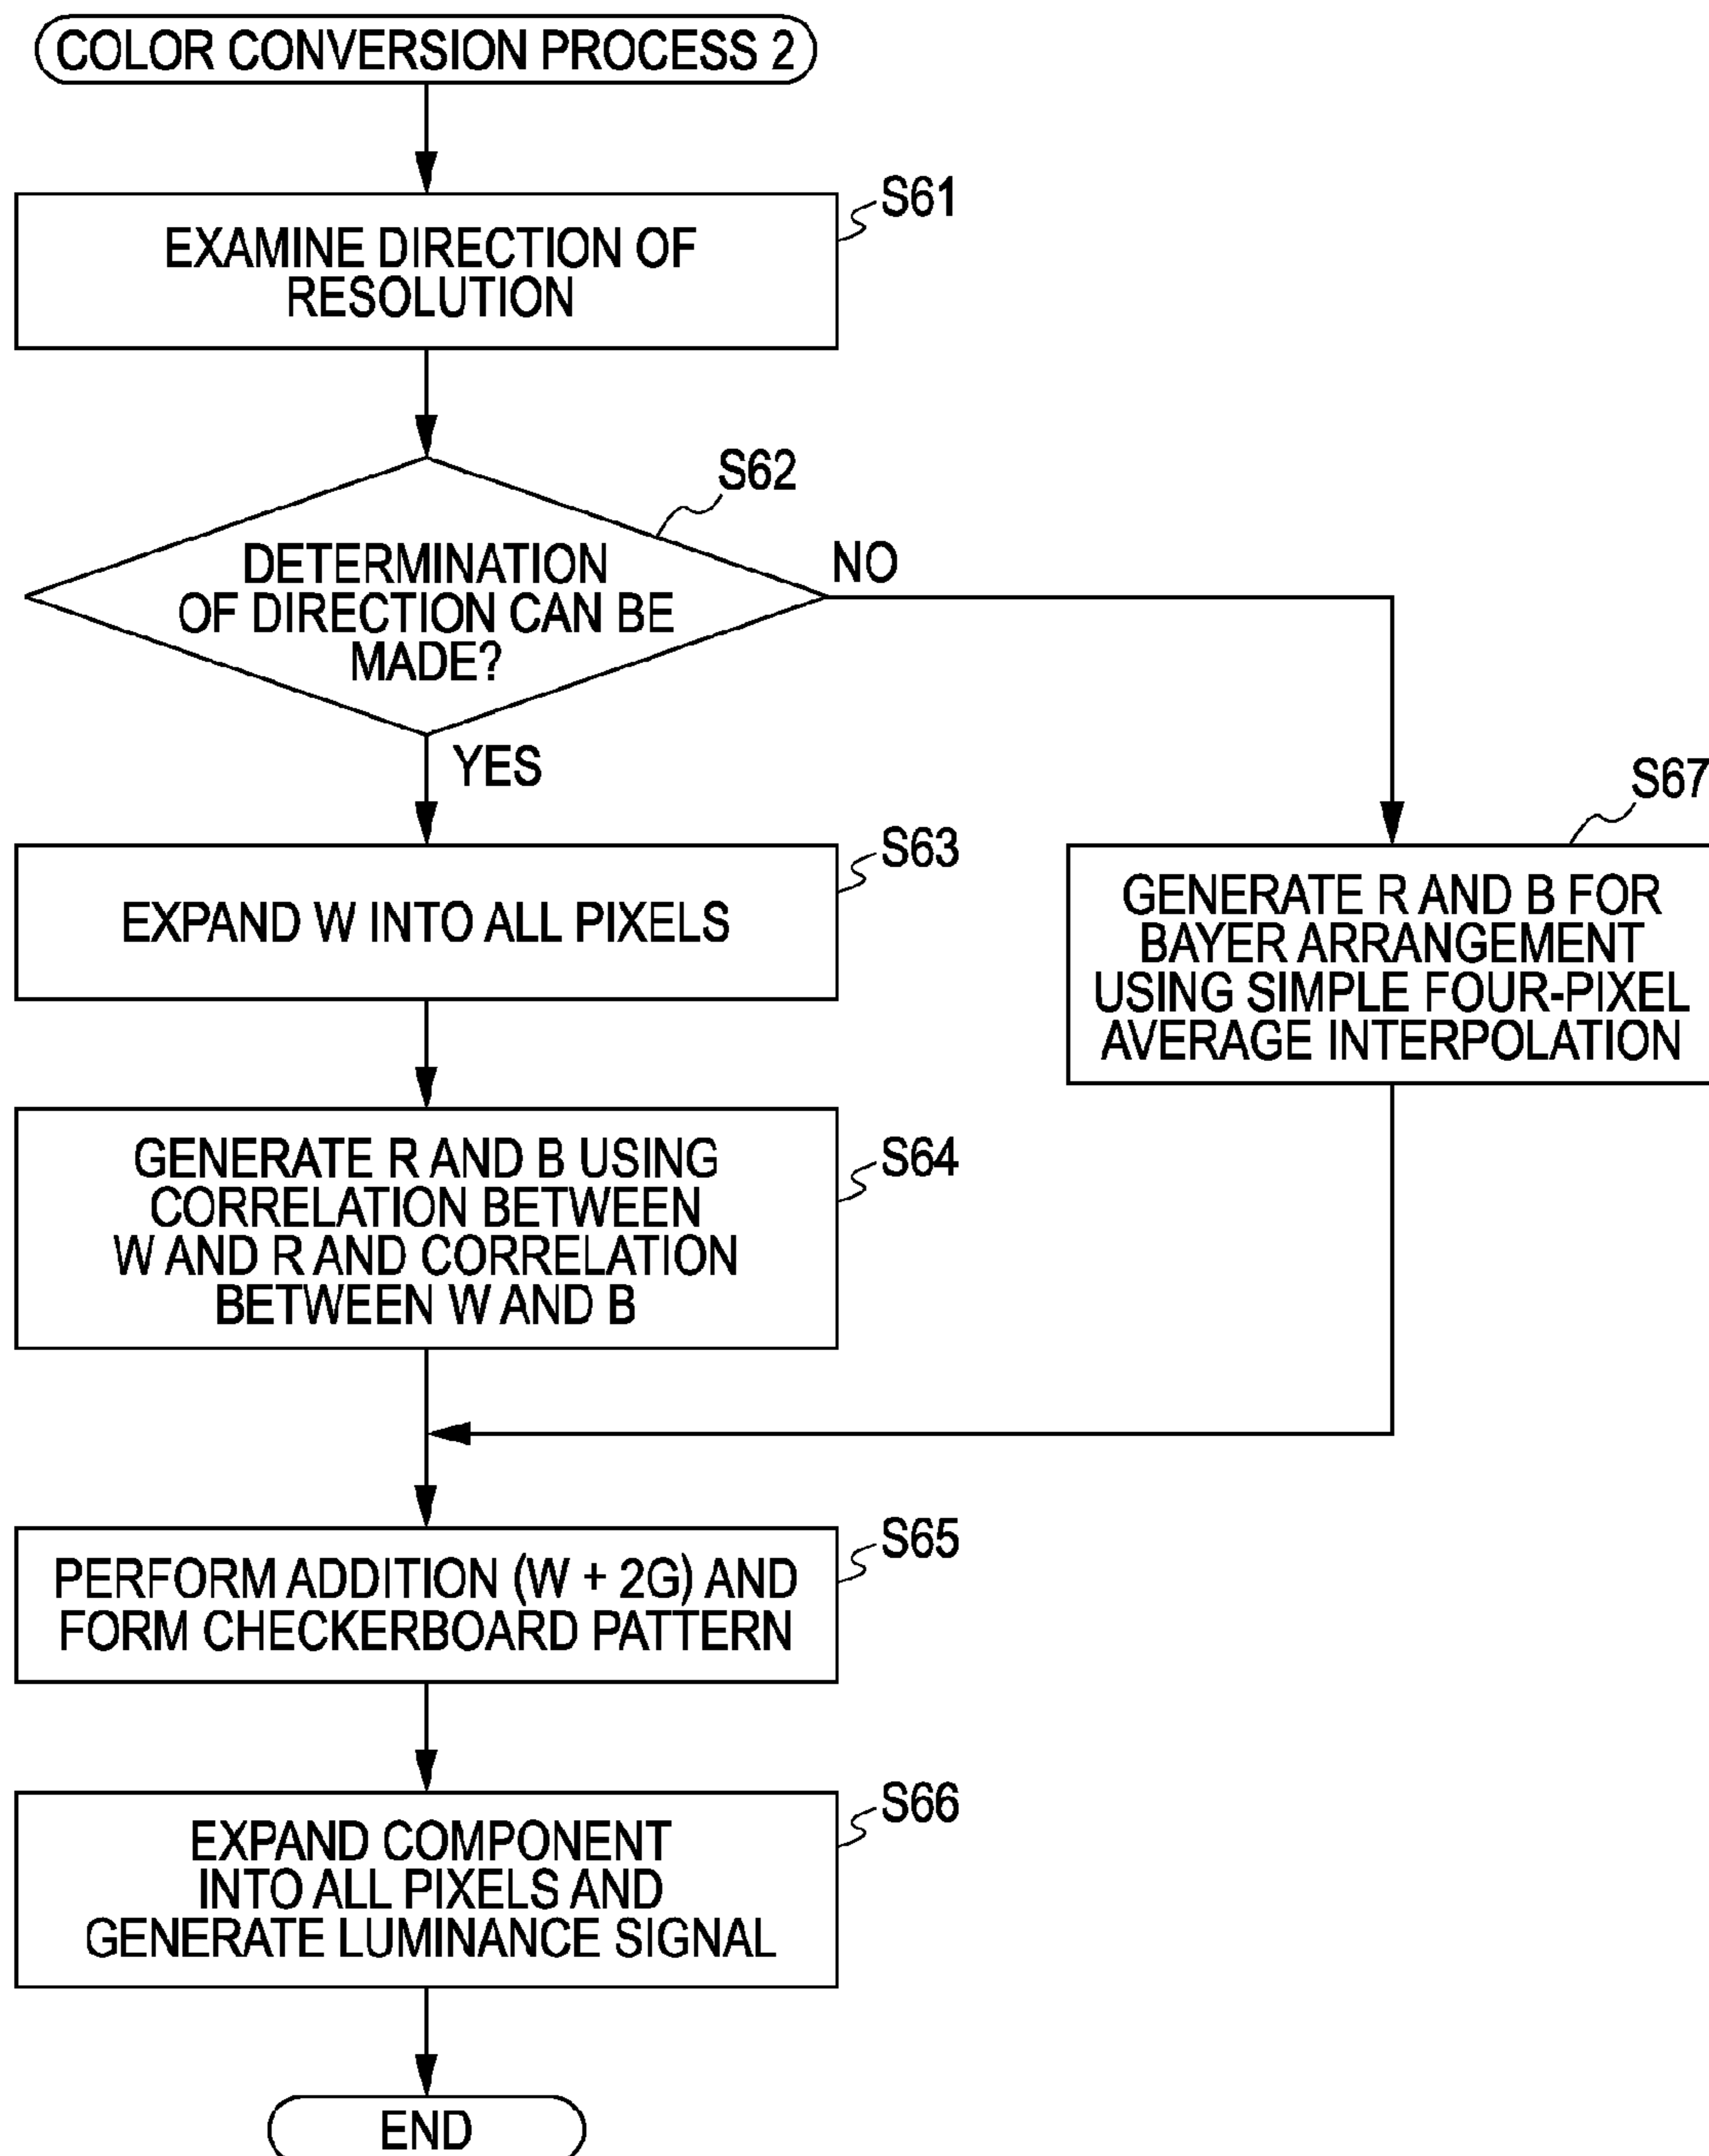 COLOR CONVERSION PROCESS 2
S61
EXAMINE DIRECTION OF
RESOLUTION
S62
DETERMINATION
OF DIRECTION CAN BE
MADE?
NO
YES
S63
EXPAND W INTO ALL PIXELS
S67
GENERATE R AND B FOR
BAYER ARRANGEMENT
USING SIMPLE FOUR-PIXEL
AVERAGE INTERPOLATION
S64
GENERATE R AND B USING
CORRELATION BETWEEN
W AND R AND CORRELATION
BETWEEN W AND B
S65
PERFORM ADDITION (W + 2G) AND
FORM CHECKERBOARD PATTERN
S66
EXPAND COMPONENT
INTO ALL PIXELS AND
GENERATE LUMINANCE SIGNAL
END